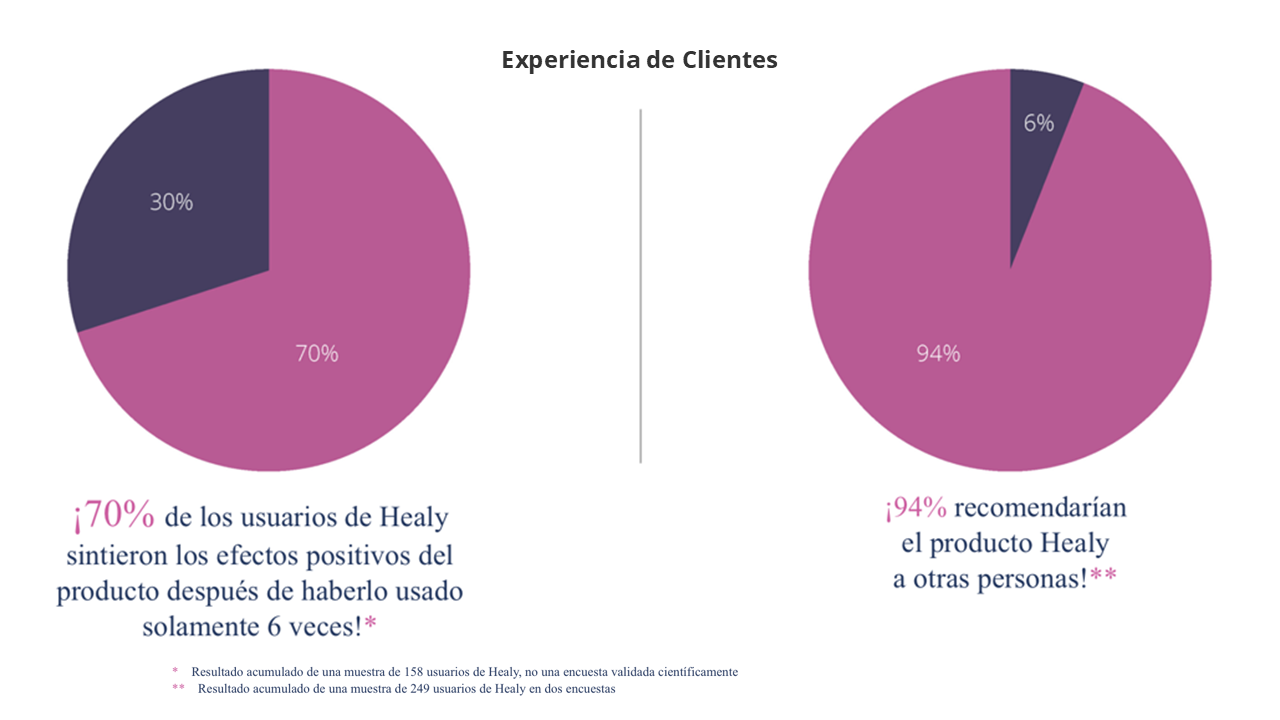 Experiencia de Clientes
30%
70%
6%
94%
¡70% de los usuarios de Healy
sintieron los efectos positivos del
producto después de haberlo usado
solamente 6 veces!*
¡94% recomendarían
el producto Healy
a otras personas!**
* Resultado acumulado de una muestra de 158 usuarios de Healy, no una encuesta validada científicamente
** Resultado acumulado de una muestra de 249 usuarios de Healy en dos encuestas